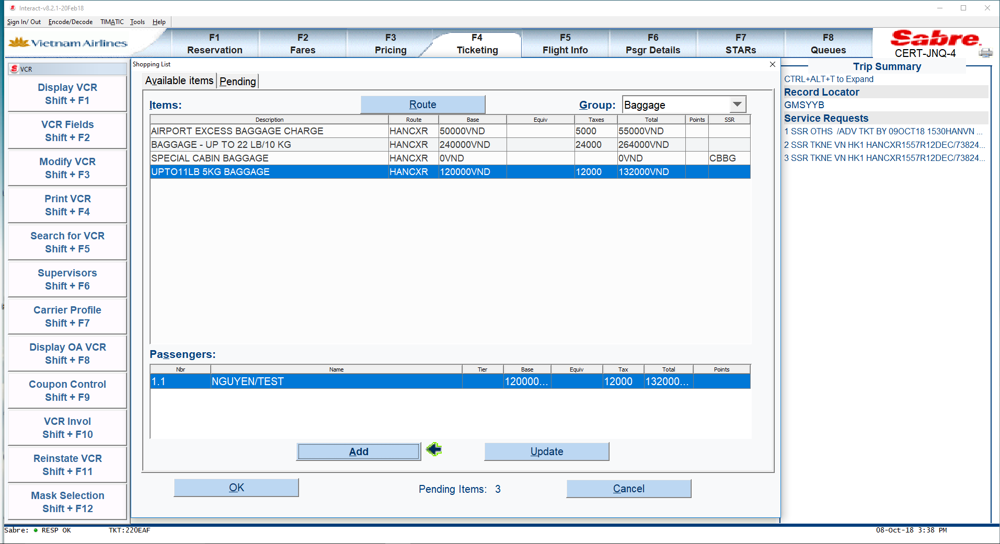 Interact-v8.2.1-20Feb18
Sign In/ Out Encode/Decode TIMATIC Tools Help
Vietnam Airlines
F1 Reservation
F2 Fares
F3 Pricing
F4 Ticketing
F5 Flight Info
F6 Psgr Details
F7 STARs
F8 Queues
Sabre.
CERT-JNQ-4
VCR
Display VCR
Shift + F1
VCR Fields
Shift + F2
Modify VCR
Shift + F3
Print VCR
Shift + F4
Search for VCR
Shift + F5
Supervisors
Shift + F6
Carrier Profile
Shift + F7
Display OA VCR
Shift + F8
Coupon Control
Shift + F9
VCR Invol
Shift + F10
Reinstate VCR
Shift + F11
Mask Selection
Shift + F12
Shopping List
Available items Pending
Items: Route Group: Baggage
Description Route Base Equiv Taxes Total Points SSR
AIRPORT EXCESS BAGGAGE CHARGE HANCXR 50000VND 5000 55000VND
BAGGAGE - UP TO 22 LB/10 KG HANCXR 240000VND 24000 264000VND
SPECIAL CABIN BAGGAGE HANCXR 0VND 0VND CBBG
UPTO11LB 5KG BAGGAGE HANCXR 120000VND 12000 132000VND
Passengers:
Nbr Name Tier Base Equiv Tax Total Points
1.1 NGUYEN/TEST 120000... 12000 132000...
Add Update
OK Pending Items: 3 Cancel
Trip Summary
CTRL+ALT+T to Expand
Record Locator
GMSYYB
Service Requests
1 SSR OTHS /ADV TKT BY 09OCT18 1530HANVN ...
2 SSR TKNE VN HK1 HANCXR1557R12DEC/73824...
3 SSR TKNE VN HK1 HANCXR1557R12DEC/73824...
Sabre: RESP OK TKT:220EAF 08-Oct-18 3:38 PM